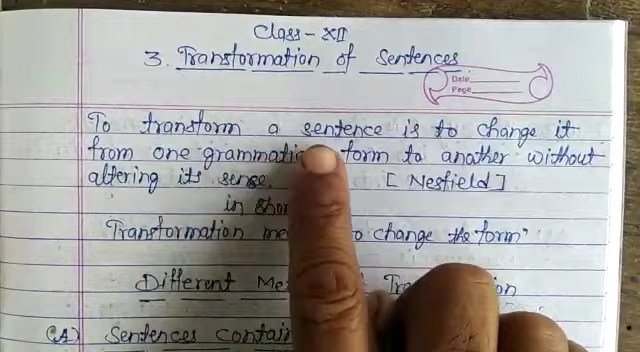 Class - XII
3. Transformation of Sentences
Date
Page
To transform a sentence is to change it
from one form to another without
altering its sense. [ Nesfield ]
in
Transformation to change the form"
Different
(A) Sentences